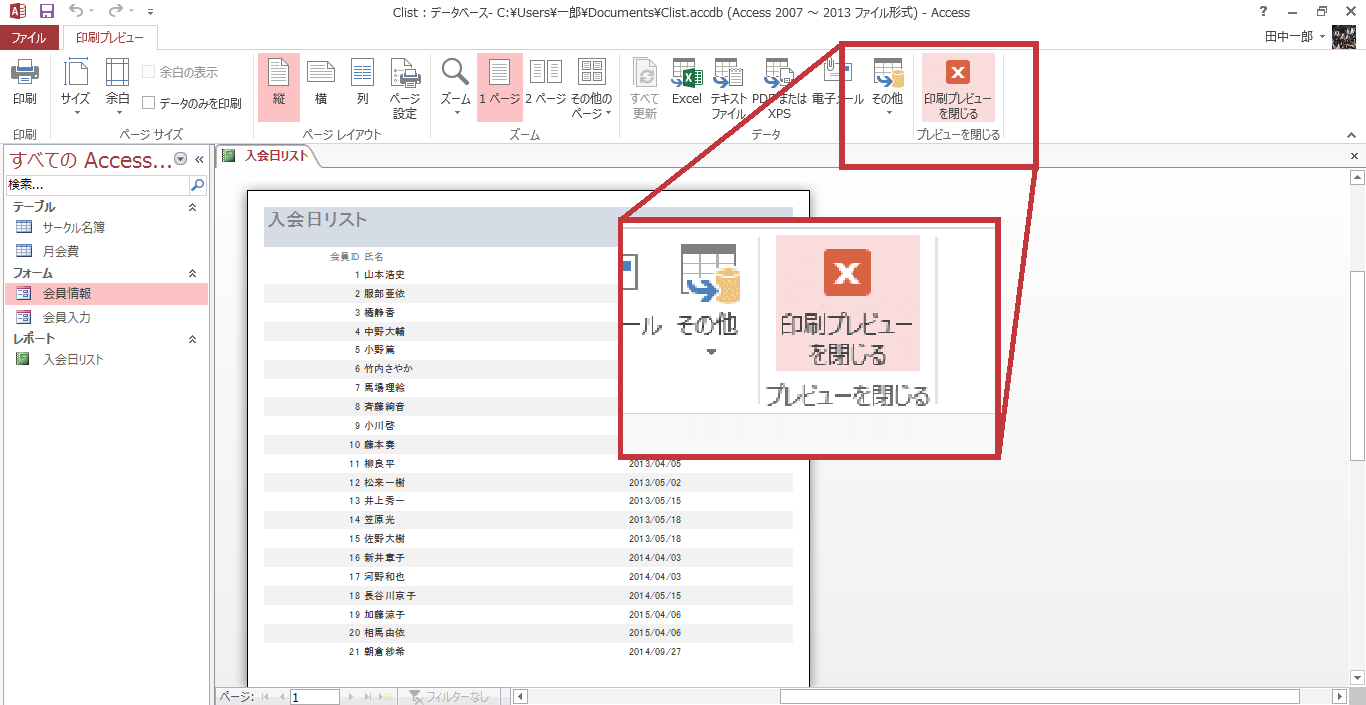 Clist : データベース- C:¥Users¥一郎¥Documents¥Clist.accdb (Access 2007 ～ 2013 ファイル形式) - Access
ファイル 印刷プレビュー 田中一郎
印刷
サイズ
余白
余白の表示
データのみを印刷
縦
横
列
ページ
設定
ズーム
1 ページ
2 ページ
その他の
ページ
すべて
更新
Excel
テキスト
ファイル
PDF または
XPS
電子メール
その他
印刷プレビュー
を閉じる
印刷 ページ サイズ ページ レイアウト ズーム データ プレビューを閉じる
すべての Access...
検索...
テーブル
サークル名簿
月会費
フォーム
会員情報
会員入力
レポート
入会日リスト
入会日リスト
入会日リスト
会員ID 氏名
1 山本浩史
2 服部亜依
3 橘静香
4 中野大輔
5 小野篤
6 竹内さやか
7 馬場理絵
8 斉藤絢音
9 小川啓
10 藤本奏
11 柳良平 2013/04/05
12 松来一樹 2013/05/02
13 井上秀一 2013/05/15
14 笠原光 2013/05/18
15 佐野大樹 2013/05/18
16 新井章子 2014/04/03
17 河野和也 2014/04/03
18 長谷川京子 2014/05/15
19 加藤涼子 2015/04/06
20 相馬由依 2015/04/06
21 朝倉紗希 2014/09/27
ール その他
印刷プレビュー
を閉じる
プレビューを閉じる
ページ: 1 フィルターなし